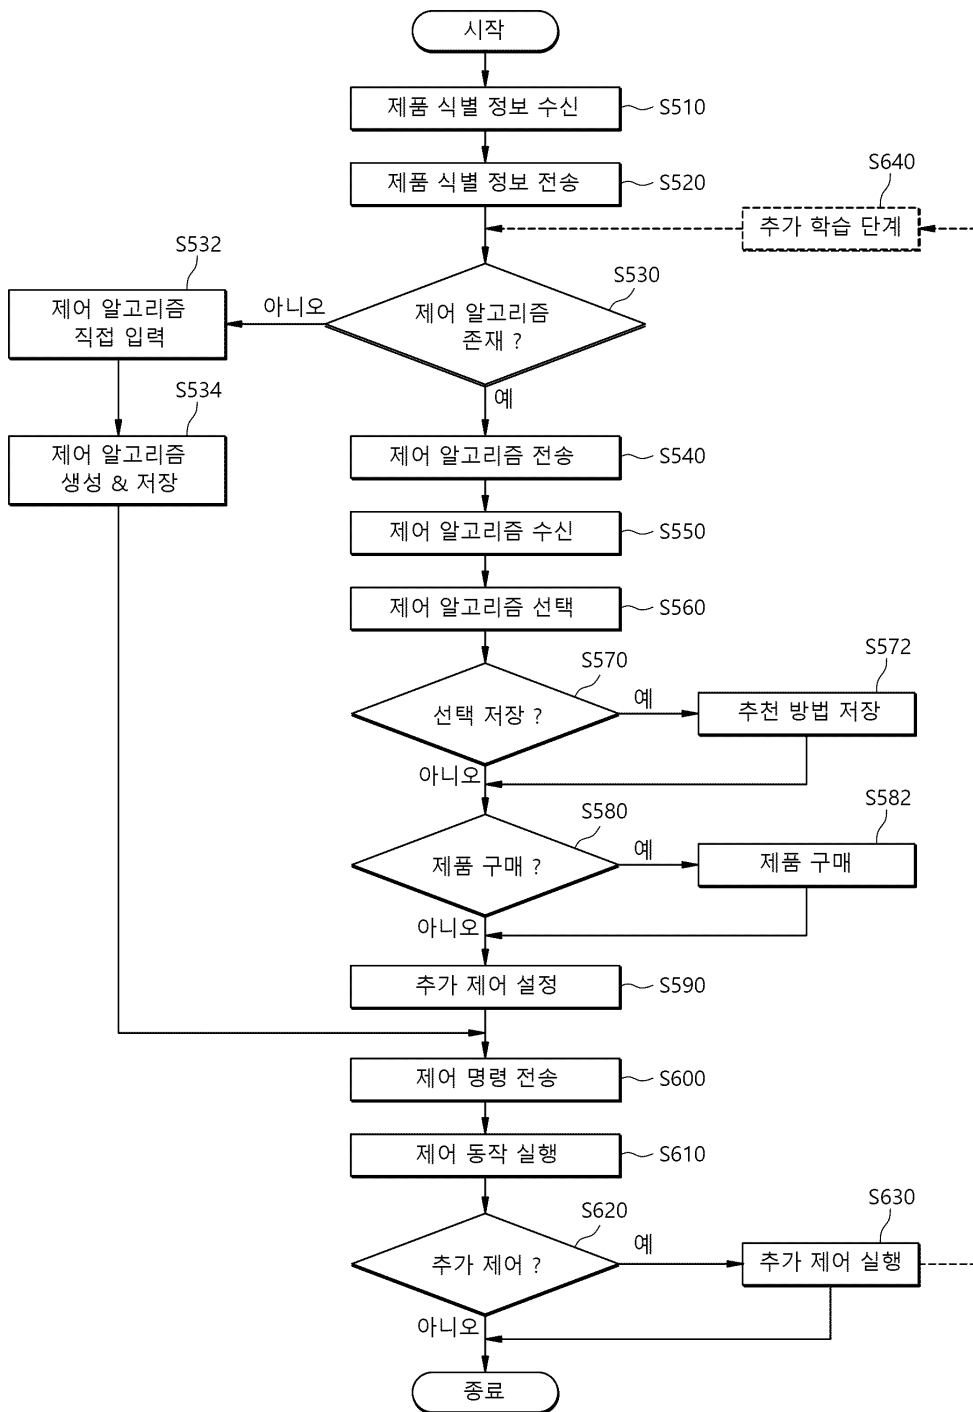 시작
제품 식별 정보 수신
S510
제품 식별 정보 전송
S520
S640
추가 학습 단계
S532
제어 알고리즘
직접 입력
아니오
S530
제어 알고리즘
존재 ?
예
S534
제어 알고리즘
생성 & 저장
제어 알고리즘 전송
S540
제어 알고리즘 수신
S550
제어 알고리즘 선택
S560
S570
선택 저장 ?
예
S572
추천 방법 저장
아니오
S580
제품 구매 ?
예
S582
제품 구매
아니오
추가 제어 설정
S590
제어 명령 전송
S600
제어 동작 실행
S610
S620
추가 제어 ?
예
S630
추가 제어 실행
아니오
종료